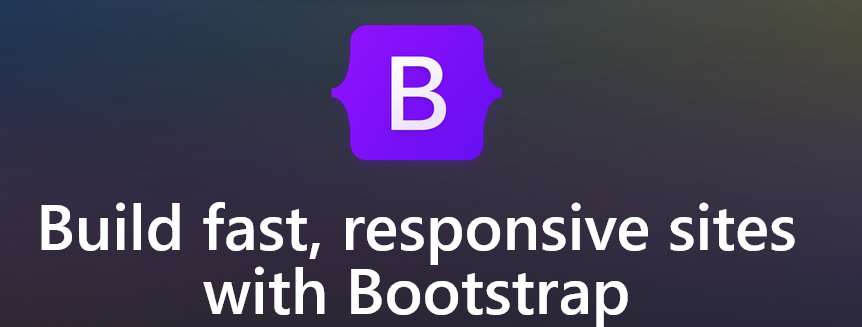 B
Build fast, responsive sites
with Bootstrap